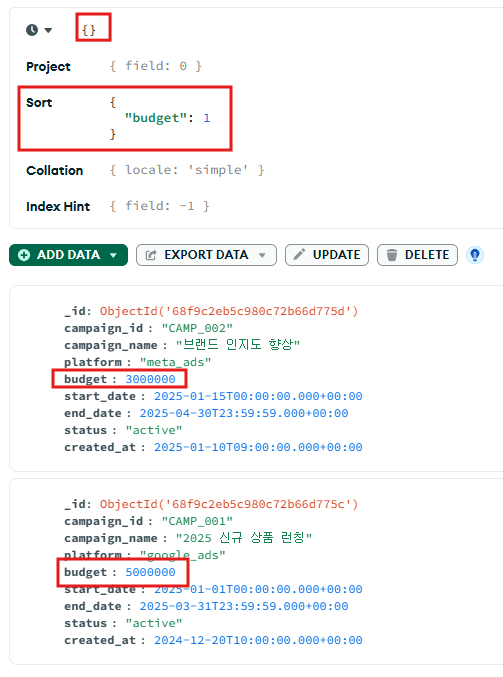 {}
Project { field: 0 }
Sort {
"budget": 1
}
Collation { locale: 'simple' }
Index Hint { field: -1 }
ADD DATA EXPORT DATA UPDATE DELETE
_id: ObjectId('68f9c2eb5c980c72b66d775d')
campaign_id : "CAMP_002"
campaign_name : "브랜드 인지도 향상"
platform : "meta_ads"
budget : 3000000
start_date : 2025-01-15T00:00:00.000+00:00
end_date : 2025-04-30T23:59:59.000+00:00
status : "active"
created_at : 2025-01-10T09:00:00.000+00:00
_id: ObjectId('68f9c2eb5c980c72b66d775c')
campaign_id : "CAMP_001"
campaign_name : "2025 신규 상품 런칭"
platform : "google_ads"
budget : 5000000
start_date : 2025-01-01T00:00:00.000+00:00
end_date : 2025-03-31T23:59:59.000+00:00
status : "active"
created_at : 2024-12-20T10:00:00.000+00:00